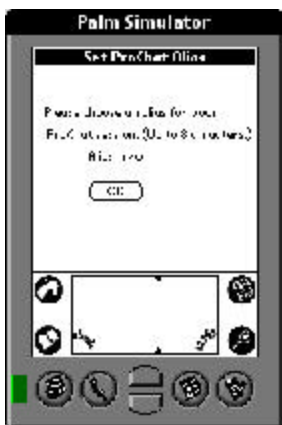 Palm Simulator
Set ProChat Alias
Please choose an alias for your
ProChat session. (Up to 8 characters.)
Alias:
OK